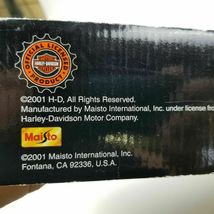 OFFICIAL LICENSED
HARLEY-DAVIDSON
PRODUCT
©2001 H-D, All Rights Reserved.
Manufactured by Maisto International, Inc. under license fro
Harley-Davidson Motor Company.
Maisto
©2001 Maisto International, Inc.
Fontana, CA 92336, U.S.A.